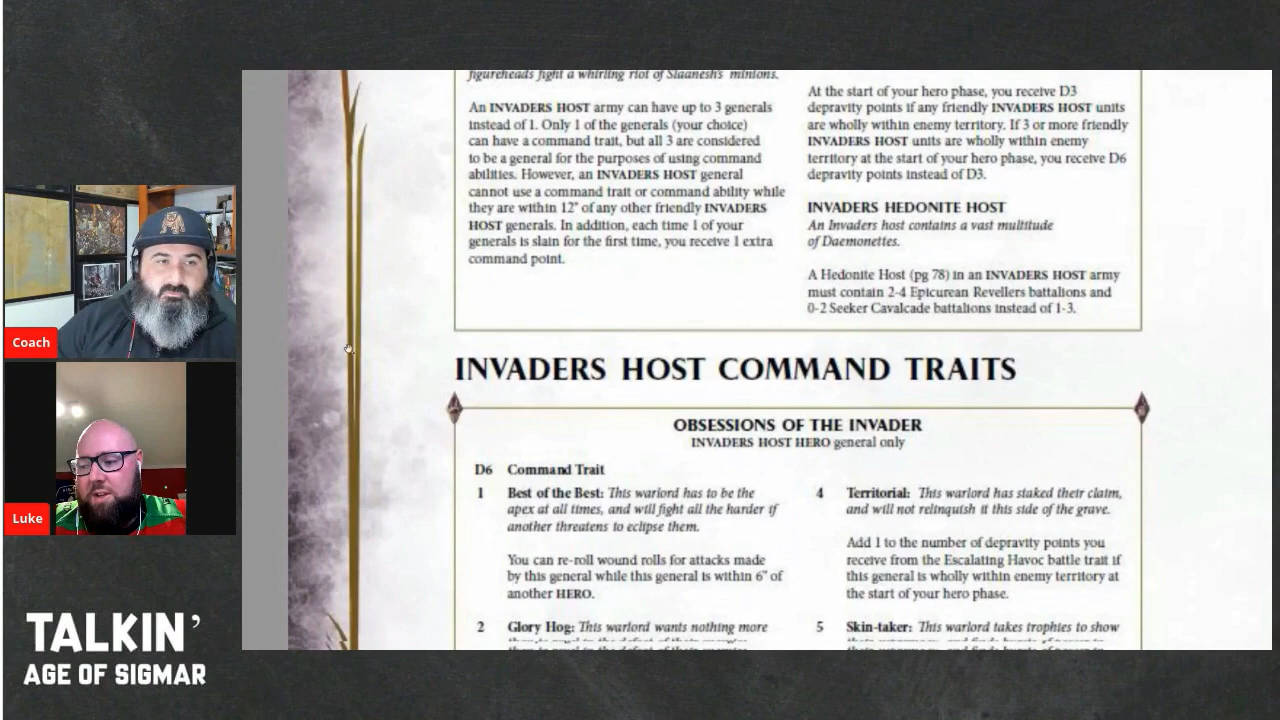 figureheads fight a whirling riot of Slaanesh's minions.
An INVADERS HOST army can have up to 3 generals
instead of 1. Only 1 of the generals (your choice)
can have a command trait, but all 3 are considered
to be a general for the purposes of using command
abilities. However, an INVADERS HOST general
cannot use a command trait or command ability while
they are within 12" of any other friendly INVADERS
HOST generals. In addition, each time 1 of your
generals is slain for the first time, you receive 1 extra
command point.
At the start of your hero phase, you receive D3
depravity points if any friendly INVADERS HOST units
are wholly within enemy territory. If 3 or more friendly
INVADERS HOST units are wholly within enemy
territory at the start of your hero phase, you receive D6
depravity points instead of D3.
INVADERS HEDONITE HOST
An Invaders host contains a vast multitude
of Daemonettes.
A Hedonite Host (pg 78) in an INVADERS HOST army
must contain 2-4 Epicurean Revellers battalions and
0-2 Seeker Cavalcade battalions instead of 1-3.
INVADERS HOST COMMAND TRAITS
OBSESSIONS OF THE INVADER
INVADERS HOST HERO general only
D6 Command Trait
1 Best of the Best: This warlord has to be the
apex at all times, and will fight all the harder if
another threatens to eclipse them.
You can re-roll wound rolls for attacks made
by this general while this general is within 6" of
another HERO.
2 Glory Hog: This warlord wants nothing more
4 Territorial: This warlord has staked their claim,
and will not relinquish it this side of the grave.
Add 1 to the number of depravity points you
receive from the Escalating Havoc battle trait if
this general is wholly within enemy territory at
the start of your hero phase.
5 Skin-taker: This warlord takes trophies to show
Coach
Luke
TALKIN'
AGE OF SIGMAR